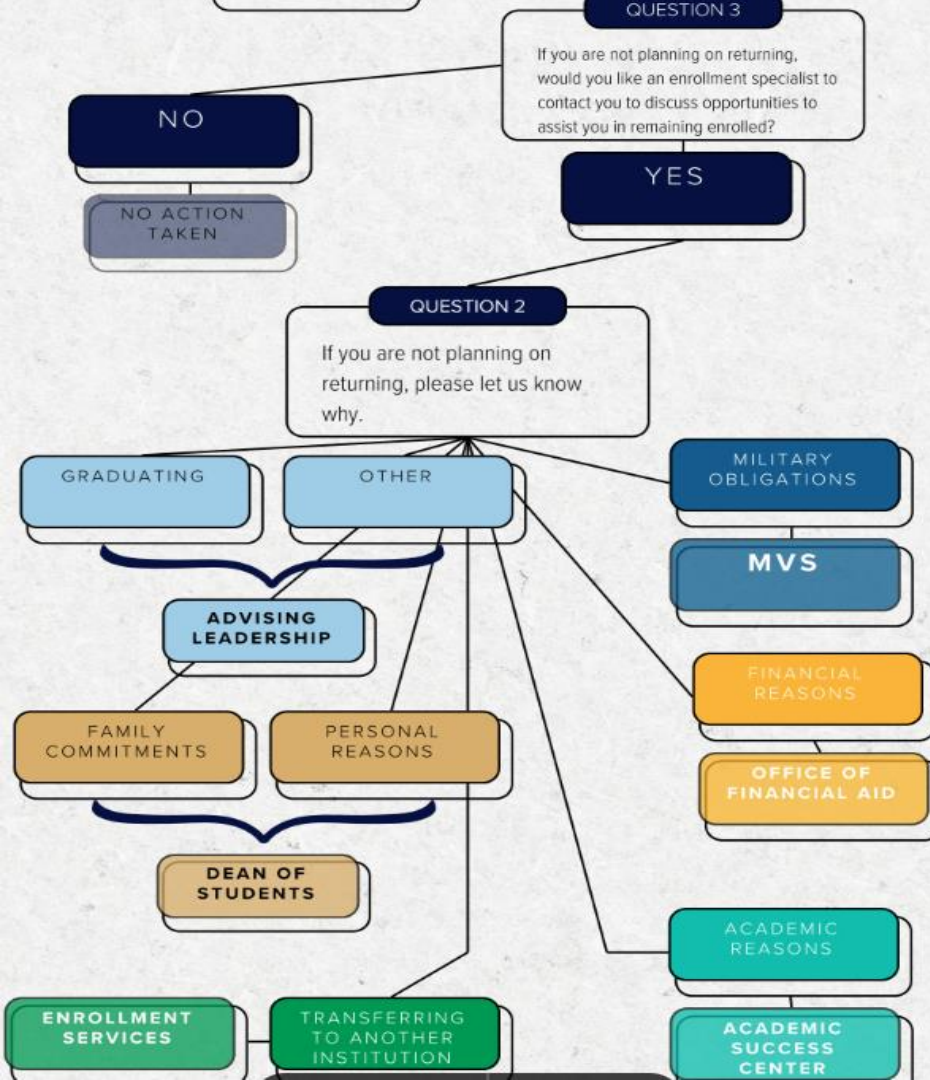 QUESTION 3
If you are not planning on returning,
would you like an enrollment specialist to
contact you to discuss opportunities to
assist you in remaining enrolled?
NO
YES
NO ACTION
TAKEN
QUESTION 2
If you are not planning on
returning, please let us know
why.
GRADUATING
OTHER
MILITARY
OBLIGATIONS
MVS
ADVISING
LEADERSHIP
FINANCIAL
REASONS
FAMILY
COMMITMENTS
PERSONAL
REASONS
OFFICE OF
FINANCIAL AID
DEAN OF
STUDENTS
ACADEMIC
REASONS
ENROLLMENT
SERVICES
TRANSFERRING
TO ANOTHER
INSTITUTION
ACADEMIC
SUCCESS
CENTER